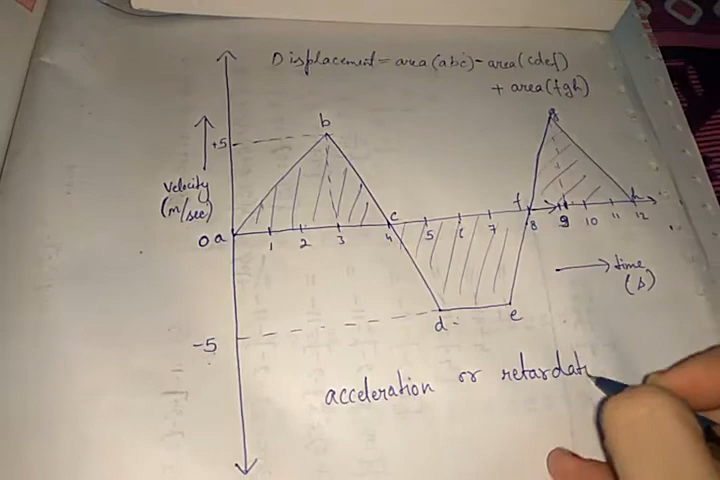 Displacement = area(abc) - area(cdef)
+ area(fgh)
b
g
+5
velocity
(m/sec)
0 a
1 2 3 4 c 5 6 7 f 8 9 10 11 h 12
time
(s)
-5
d
e
acceleration or retardati